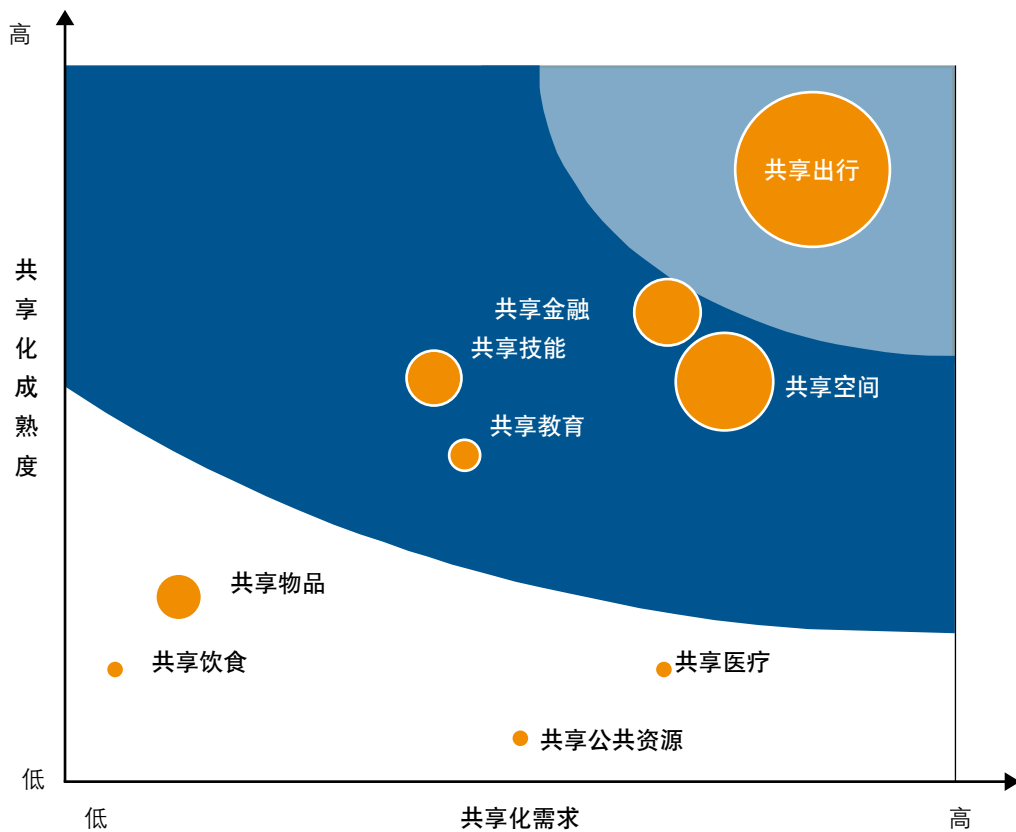 高
共享出行
共享化成熟度
共享金融
共享技能
共享空间
共享教育
共享物品
共享饮食
共享医疗
共享公共资源
低
低
共享化需求
高